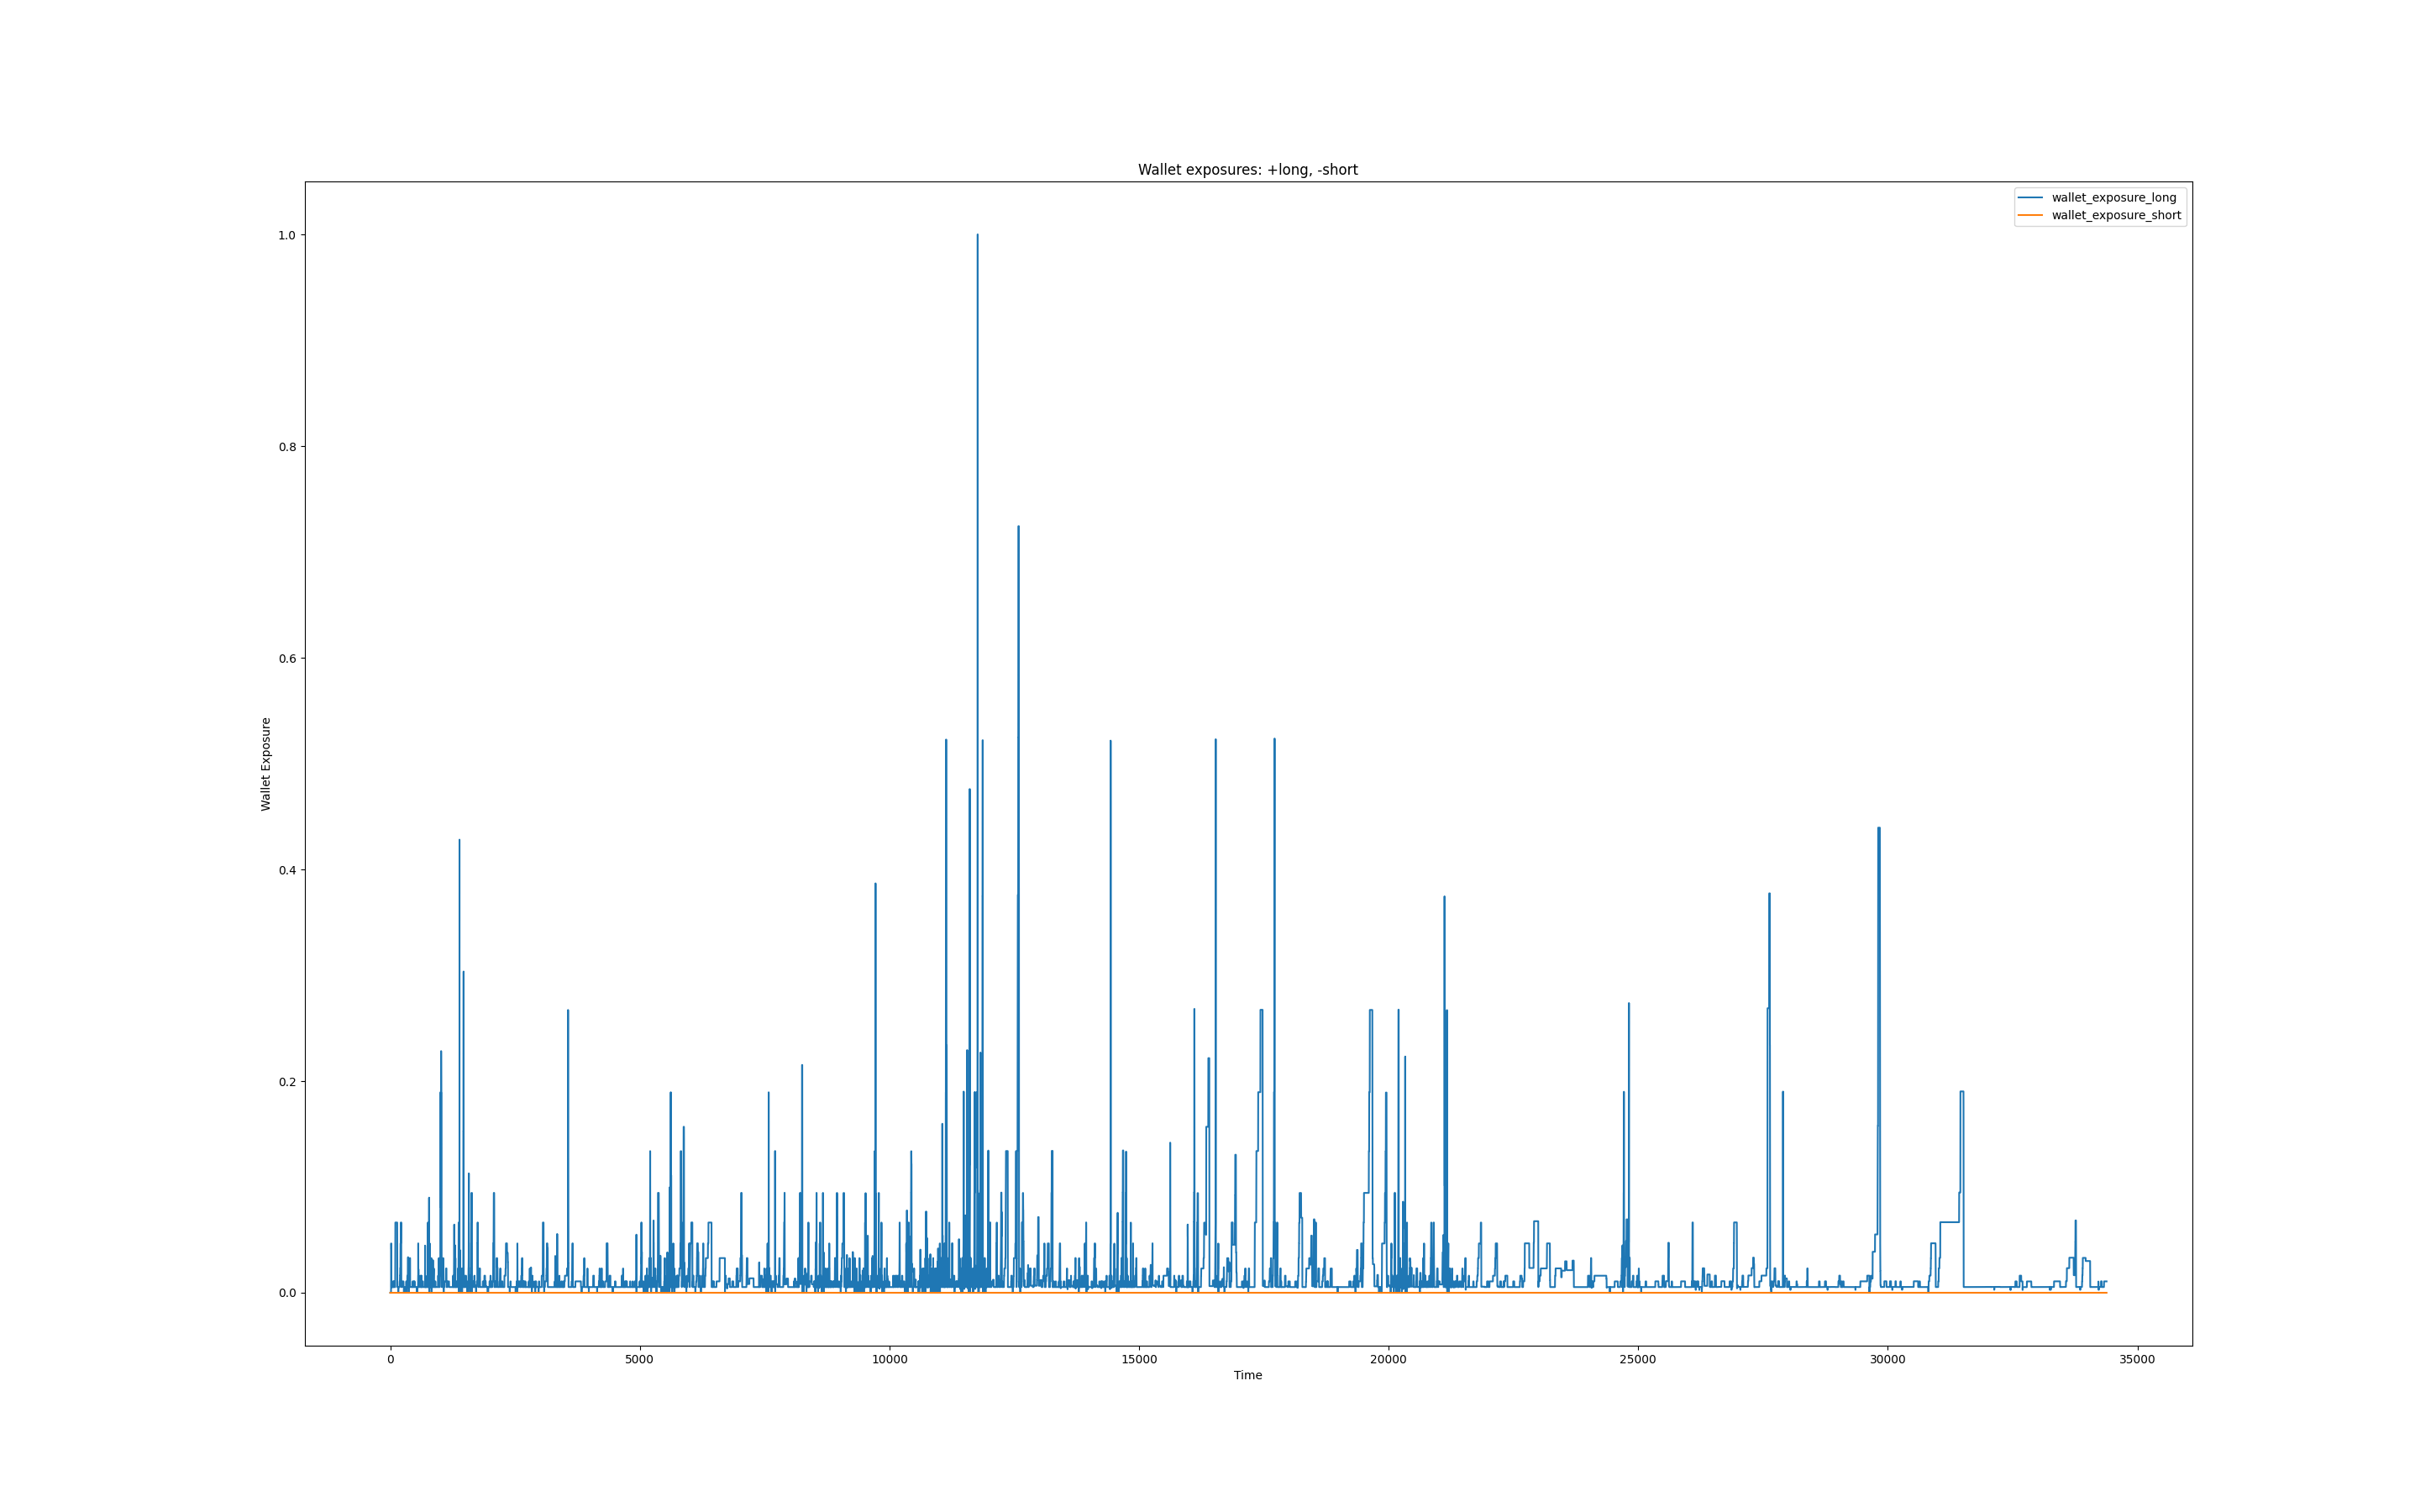 Wallet exposures: +long, -short
wallet_exposure_long
wallet_exposure_short
1.0
0.8
0.6
0.4
0.2
0.0
Wallet Exposure
0 5000 10000 15000 20000 25000 30000 35000
Time